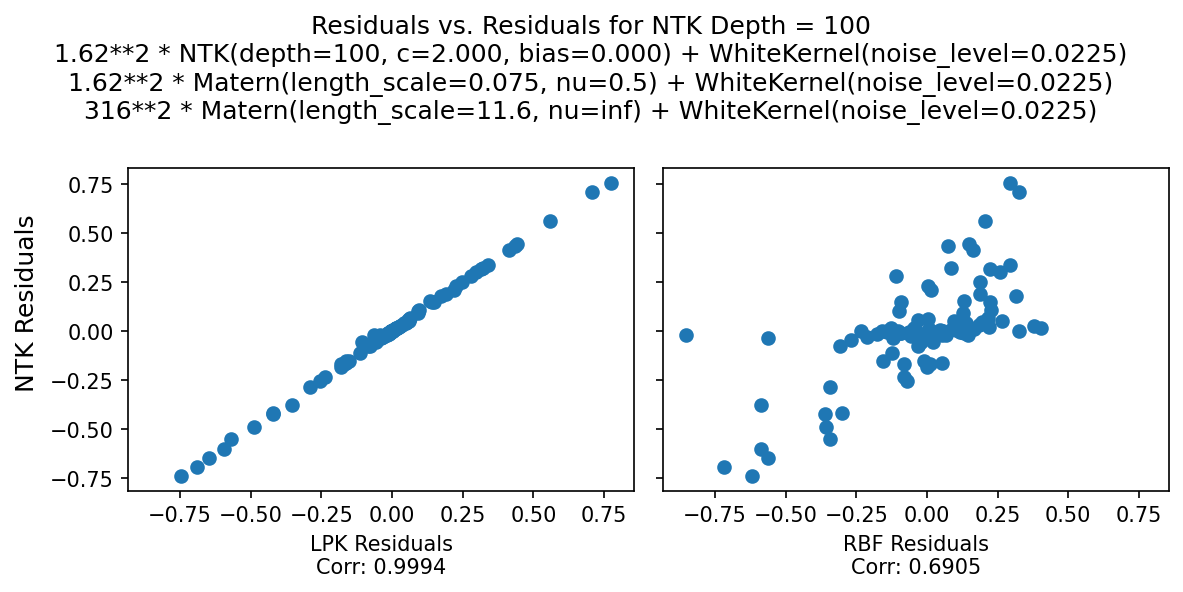 Residuals vs. Residuals for NTK Depth = 100
1.62**2 * NTK(depth=100, c=2.000, bias=0.000) + WhiteKernel(noise_level=0.0225)
1.62**2 * Matern(length_scale=0.075, nu=0.5) + WhiteKernel(noise_level=0.0225)
316**2 * Matern(length_scale=11.6, nu=inf) + WhiteKernel(noise_level=0.0225)
NTK Residuals
0.75
0.50
0.25
0.00
−0.25
−0.50
−0.75
−0.75 −0.50 −0.25 0.00 0.25 0.50 0.75
LPK Residuals
Corr: 0.9994
−0.75 −0.50 −0.25 0.00 0.25 0.50 0.75
RBF Residuals
Corr: 0.6905